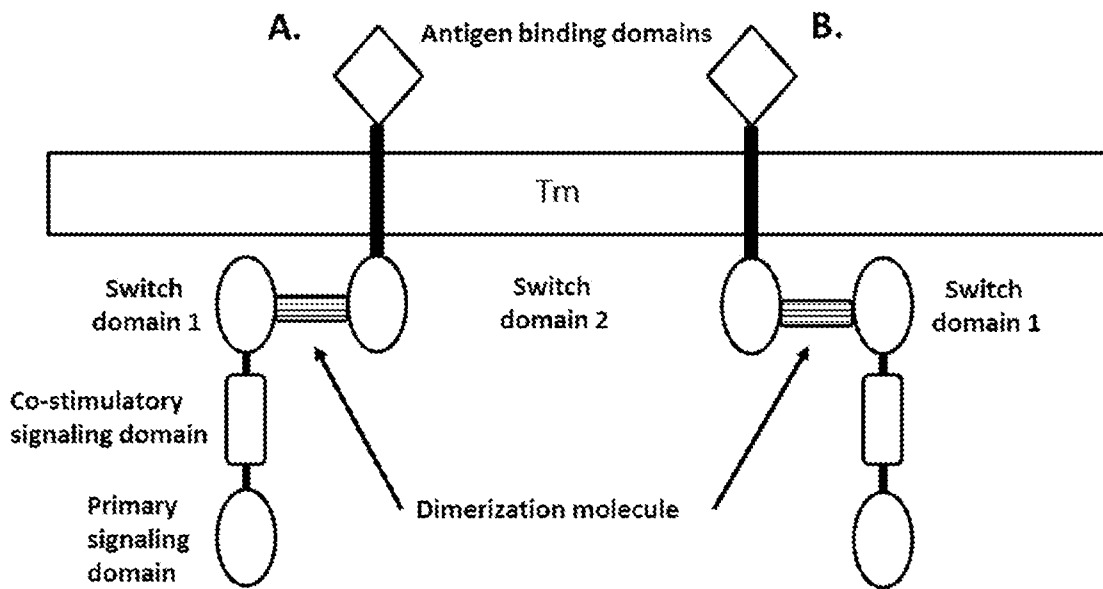 A.
Antigen binding domains
B.
Tm
Switch
domain 1
Switch
domain 2
Switch
domain 1
Co-stimulatory
signaling domain
Dimerization molecule
Primary
signaling
domain